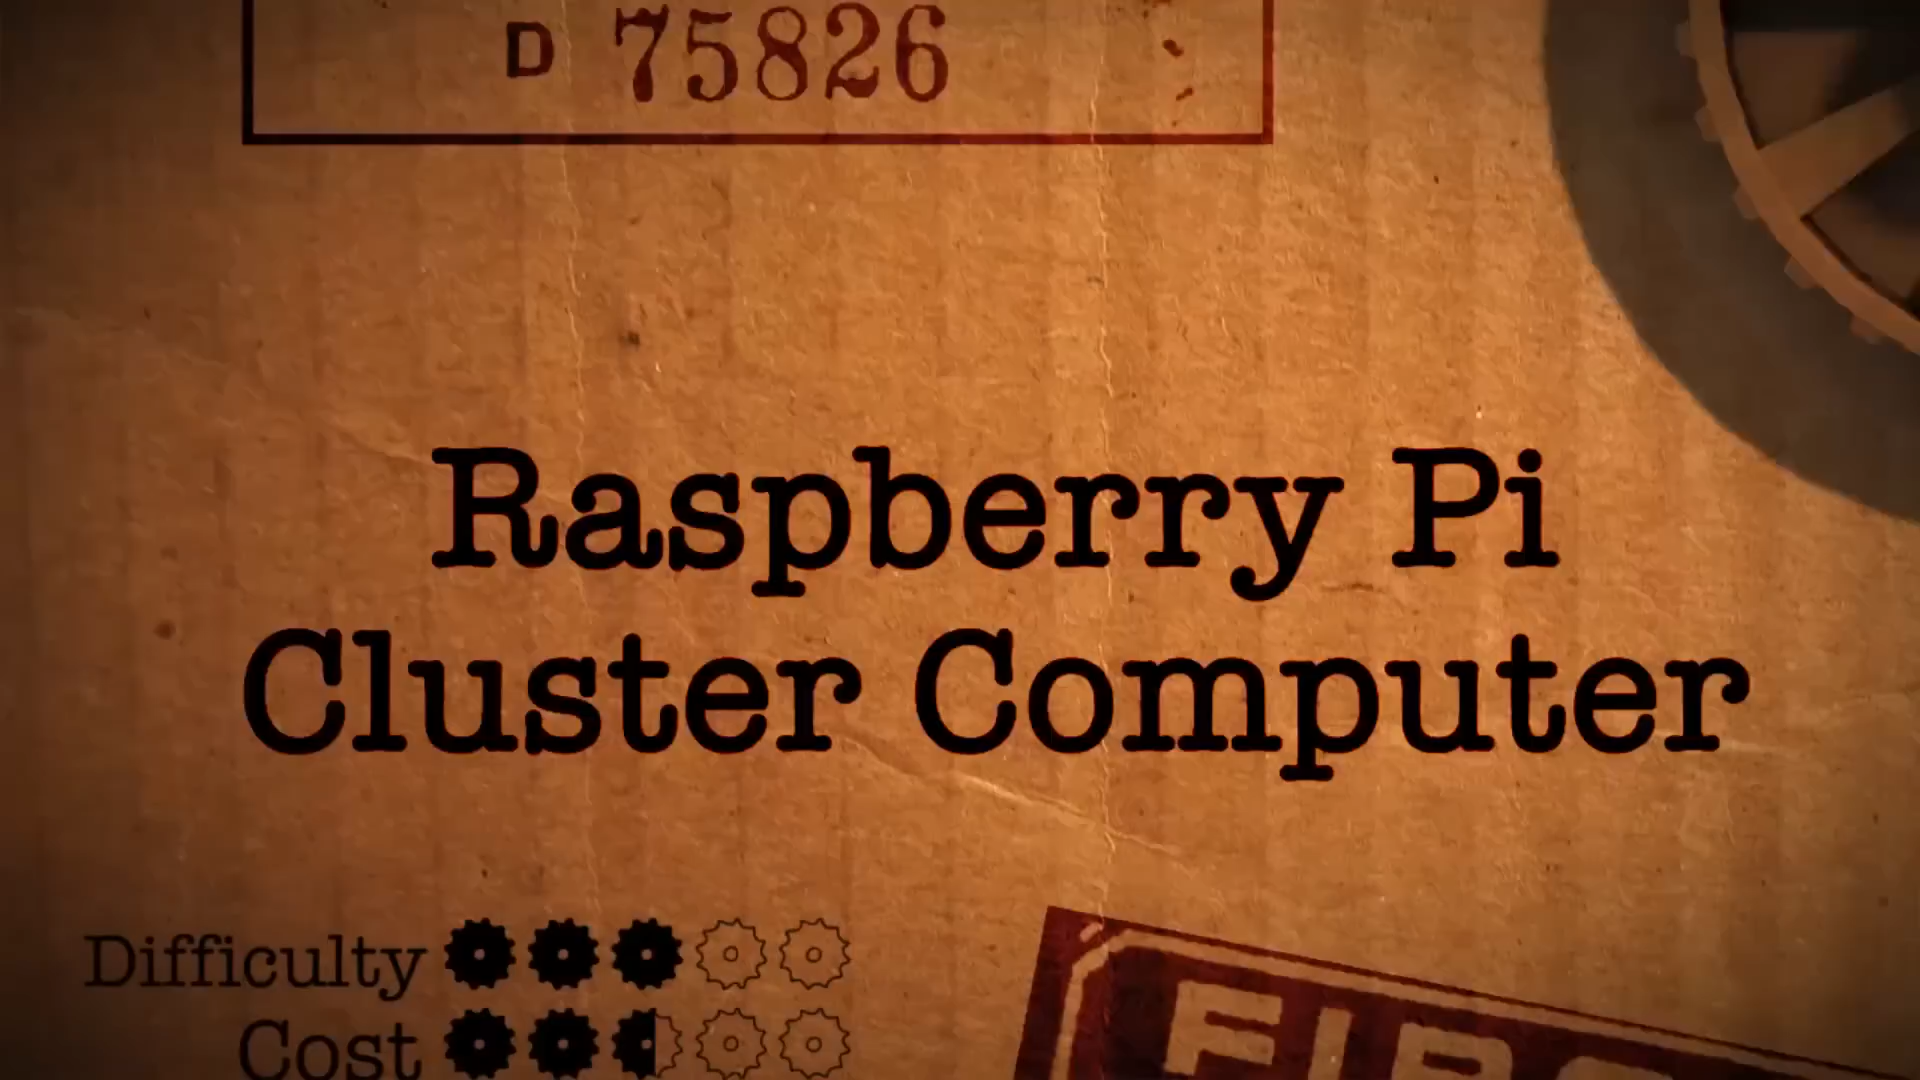 D 75826
Raspberry Pi
Cluster Computer
Difficulty
Cost